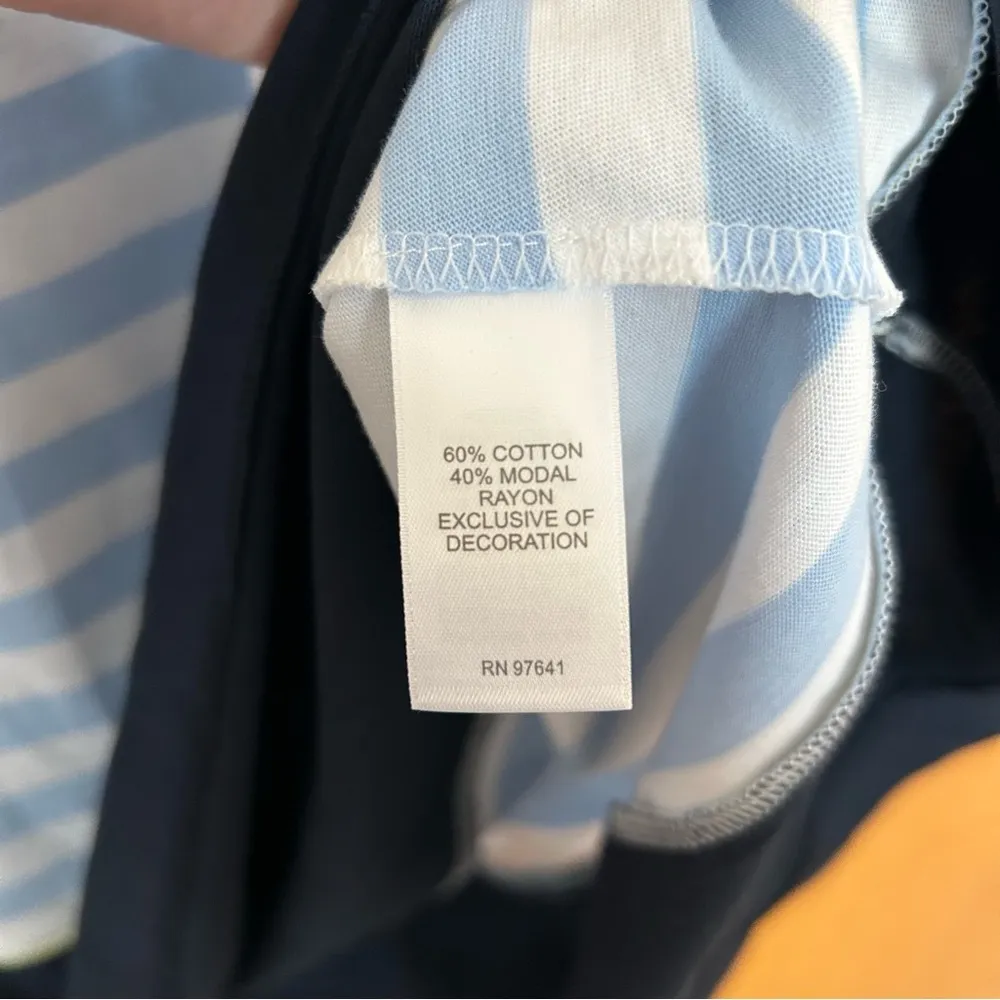 60% COTTON
40% MODAL
RAYON
EXCLUSIVE OF
DECORATION
RN 97641